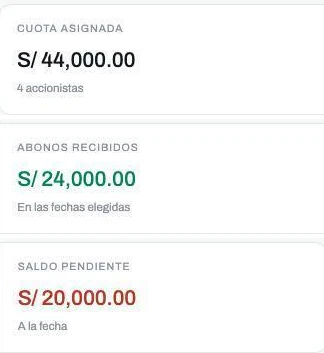 CUOTA ASIGNADA
S/ 44,000.00
4 accionistas
ABONOS RECIBIDOS
S/ 24,000.00
En las fechas elegidas
SALDO PENDIENTE
S/ 20,000.00
A la fecha